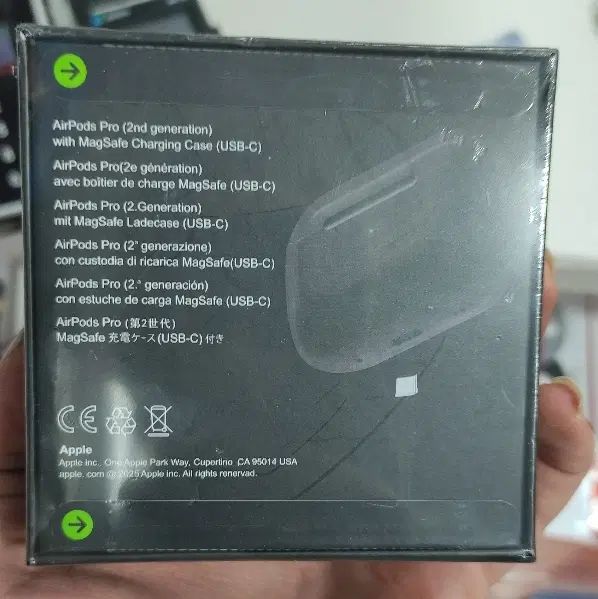 AirPods Pro (2nd generation)
with MagSafe Charging Case (USB-C)
AirPods Pro(2e génération)
avec boîtier de charge MagSafe (USB-C)
AirPods Pro (2.Generation)
mit MagSafe Ladecase (USB-C)
AirPods Pro (2ª generazione)
con custodia di ricarica MagSafe(USB-C)
AirPods Pro (2.ª generación)
con estuche de carga MagSafe (USB-C)
AirPods Pro (第2世代)
MagSafe 充電ケース(USB-C) 付き
CE
Apple
Apple inc., One Apple Park Way, Cupertino CA 95014 USA
apple. com @ 2025 Apple inc. All rights renervad.